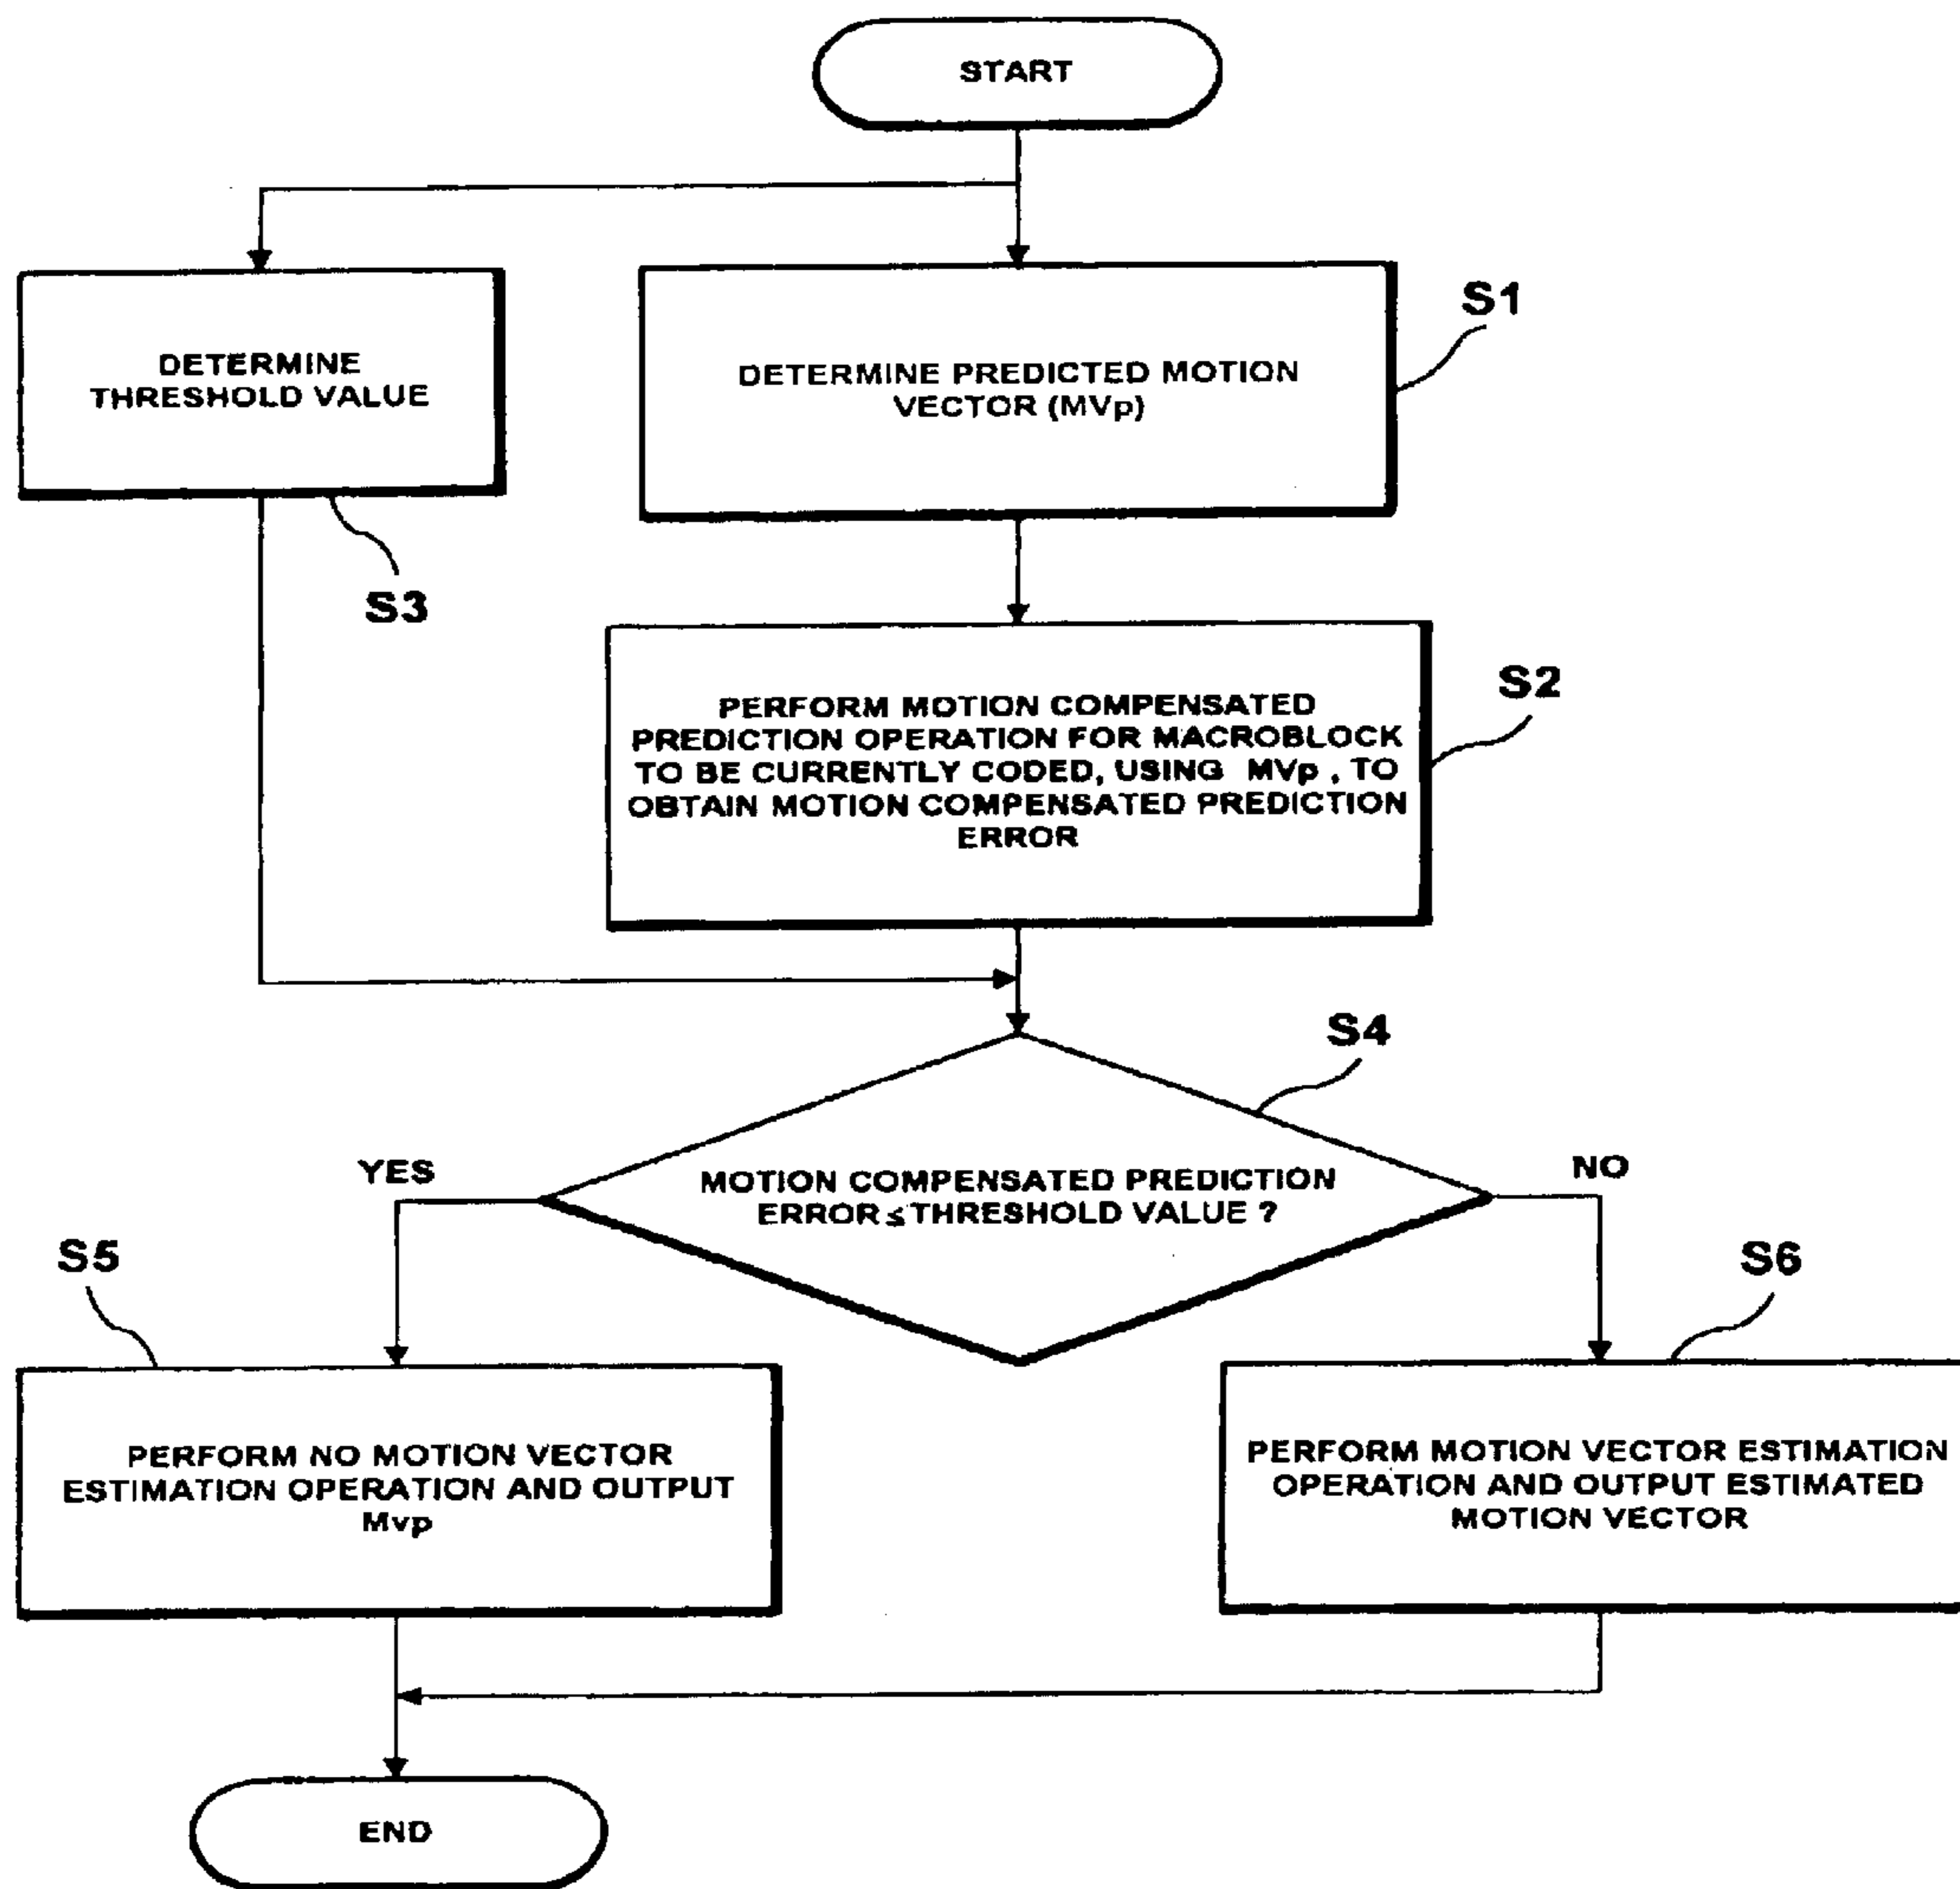 START
DETERMINE
THRESHOLD VALUE
S3
DETERMINE PREDICTED MOTION
VECTOR (MVp)
S1
PERFORM MOTION COMPENSATED
PREDICTION OPERATION FOR MACROBLOCK
TO BE CURRENTLY CODED, USING MVp , TO
OBTAIN MOTION COMPENSATED PREDICTION
ERROR
S2
MOTION COMPENSATED PREDICTION
ERROR ≤ THRESHOLD VALUE ?
S4
YES
NO
S5
PERFORM NO MOTION VECTOR
ESTIMATION OPERATION AND OUTPUT
Mvp
S6
PERFORM MOTION VECTOR ESTIMATION
OPERATION AND OUTPUT ESTIMATED
MOTION VECTOR
END